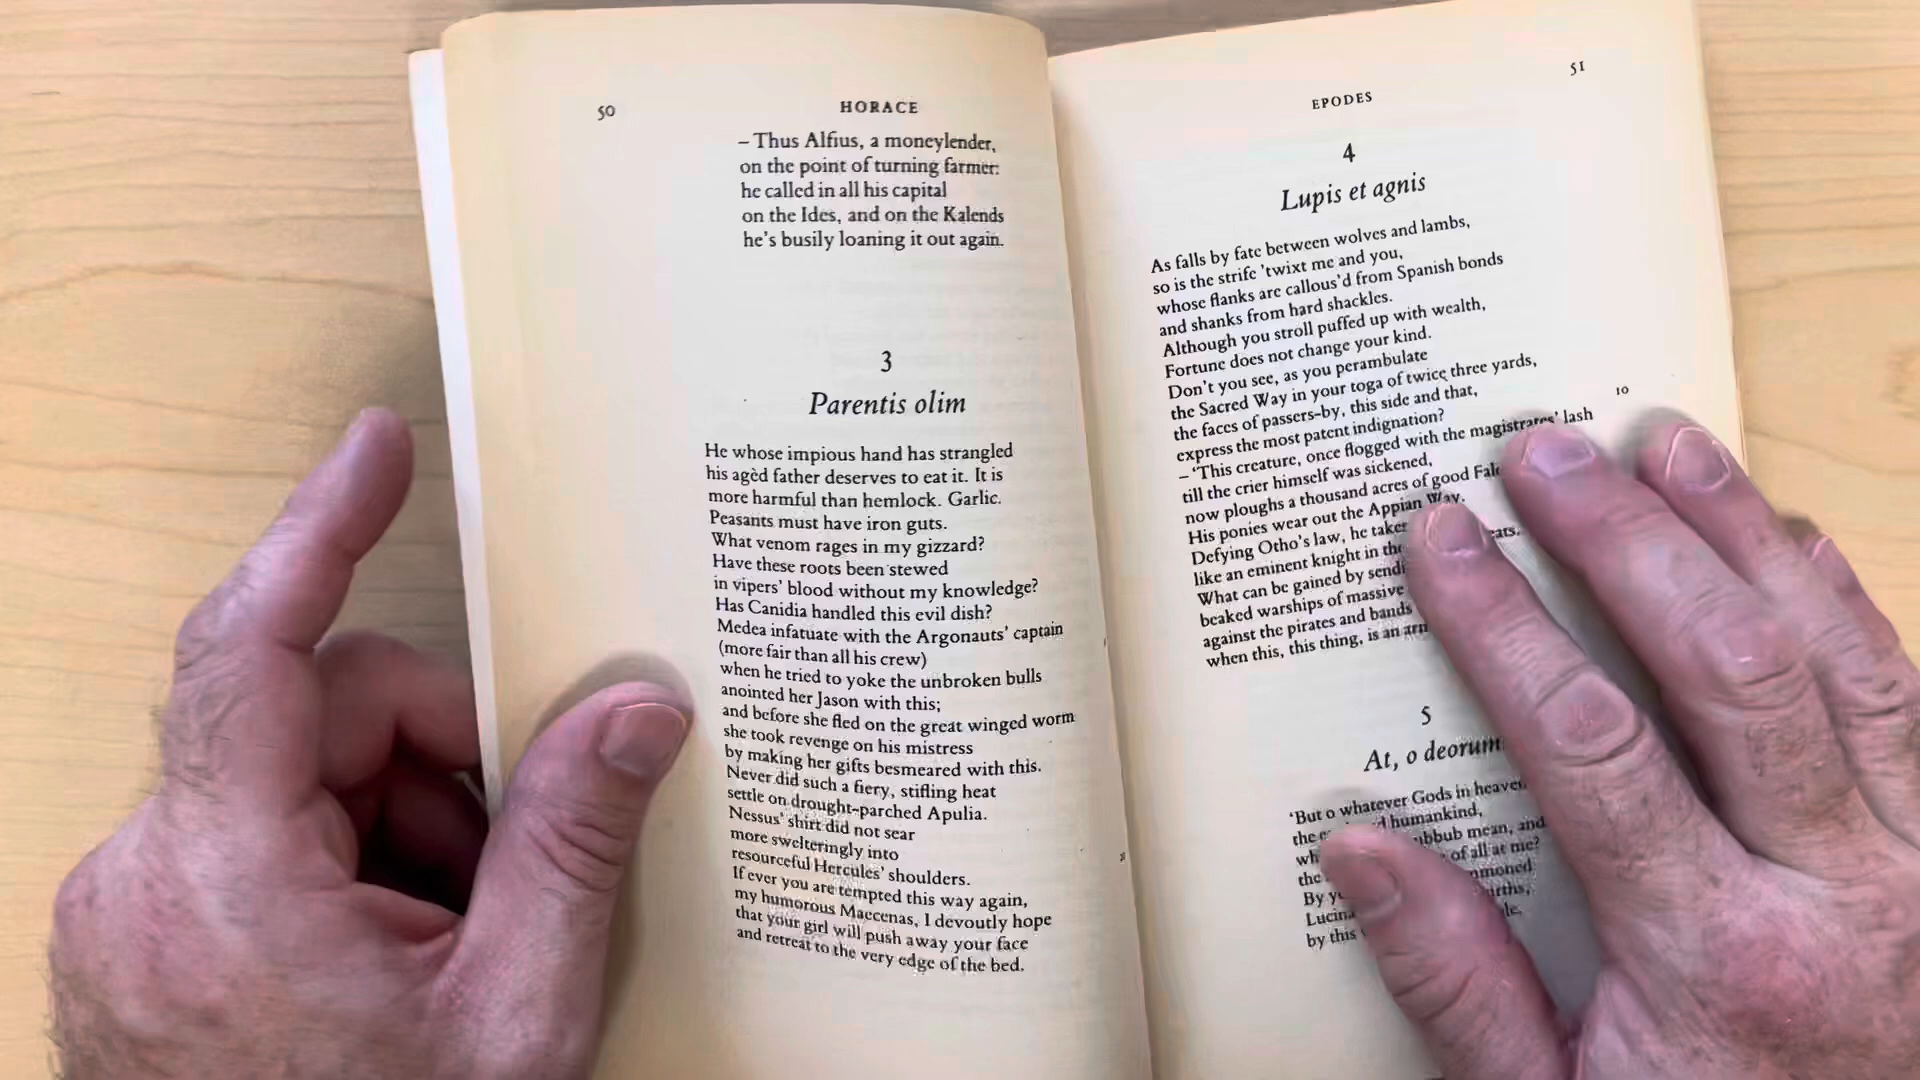 50
HORACE
– Thus Alfius, a moneylender,
on the point of turning farmer:
he called in all his capital
on the Ides, and on the Kalends
he's busily loaning it out again.
3
Parentis olim
He whose impious hand has strangled
his agèd father deserves to eat it. It is
more harmful than hemlock. Garlic.
Peasants must have iron guts.
What venom rages in my gizzard?
Have these roots been stewed
in vipers' blood without my knowledge?
Has Canidia handled this evil dish?
Medea infatuate with the Argonauts' captain
(more fair than all his crew)
when he tried to yoke the unbroken bulls
anointed her Jason with this;
and before she fled on the great winged worm
she took revenge on his mistress
by making her gifts besmeared with this.
Never did such a fiery, stifling heat
settle on drought-parched Apulia.
Nessus' shirt did not sear
more swelteringly into
resourceful Hercules' shoulders.
If ever you are tempted this way again,
my humorous Maecenas, I devoutly hope
that your girl will push away your face
and retreat to the very edge of the bed.
EPODES
51
4
Lupis et agnis
As falls by fate between wolves and lambs,
so is the strife 'twixt me and you,
whose flanks are callous'd from Spanish bonds
and shanks from hard shackles.
Although you stroll puffed up with wealth,
Fortune does not change your kind.
Don't you see, as you perambulate
the Sacred Way in your toga of twice three yards,
the faces of passers-by, this side and that,
express the most patent indignation?
10
– 'This creature, once flogged with the magistrates' lash
till the crier himself was sickened,
now ploughs a thousand acres of good
His ponies wear out the Appian Way.
Defying Otho's law, he takes
like an eminent knight in the
What can be gained by
beaked warships of massive
against the pirates and bands
when this, this thing, is an
5
At, o deorum
'But o whatever Gods in heaven
the humankind,
mean, and
the of all at me?
By
Lucina
by this